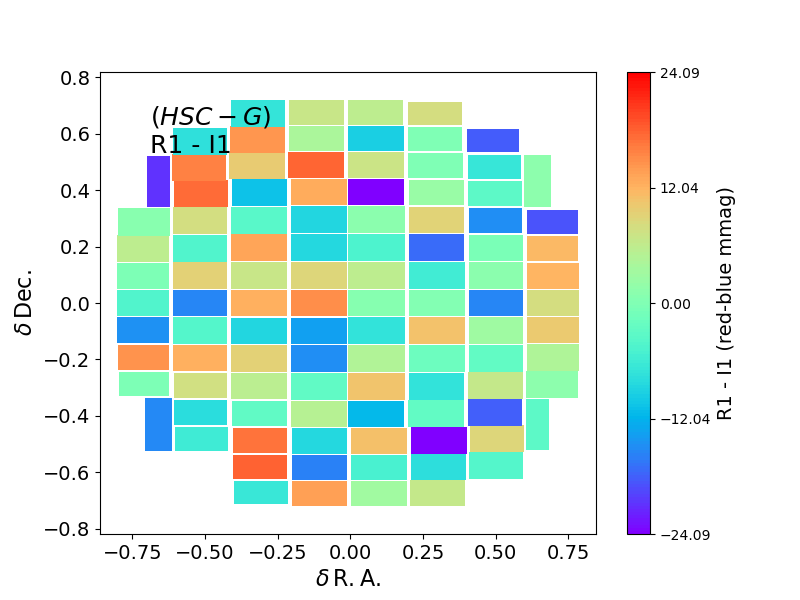 (HSC − G)
R1 - I1
0.8
0.6
0.4
0.2
0.0
−0.2
−0.4
−0.6
−0.8
δ Dec.
−0.75 −0.50 −0.25 0.00 0.25 0.50 0.75
δ R. A.
24.09
12.04
0.00
−12.04
−24.09
R1 - I1 (red-blue mmag)